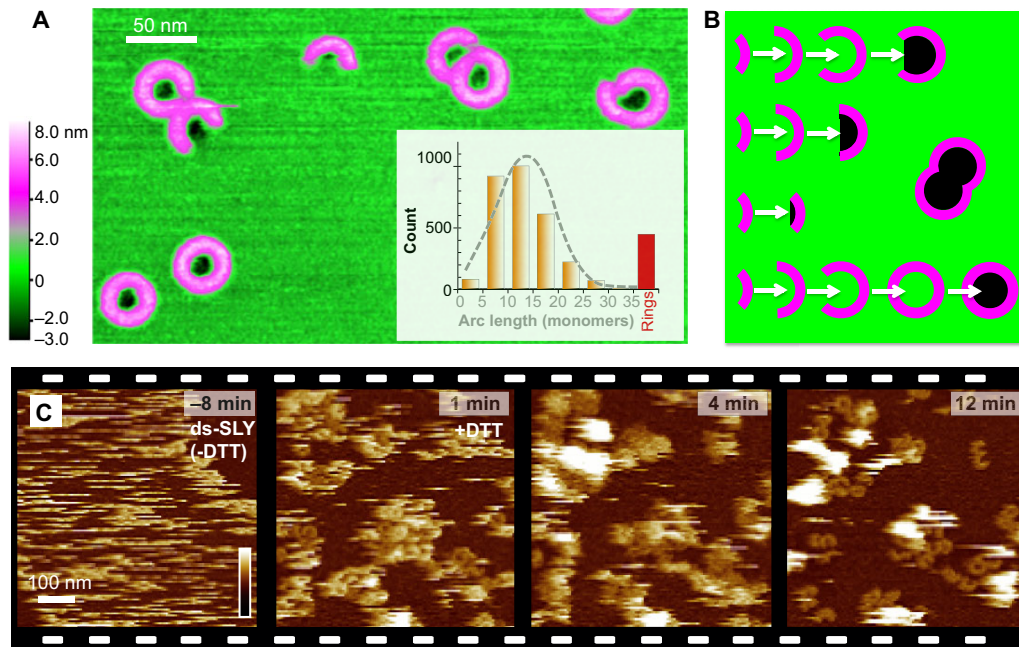 A
50 nm
8.0 nm
6.0
4.0
2.0
0
–2.0
–3.0
1000
500
0
Count
0 5 10 15 20 25 30 35
Arc length (monomers)
Rings
B
C
–8 min
ds-SLY
(-DTT)
100 nm
1 min
+DTT
4 min
12 min